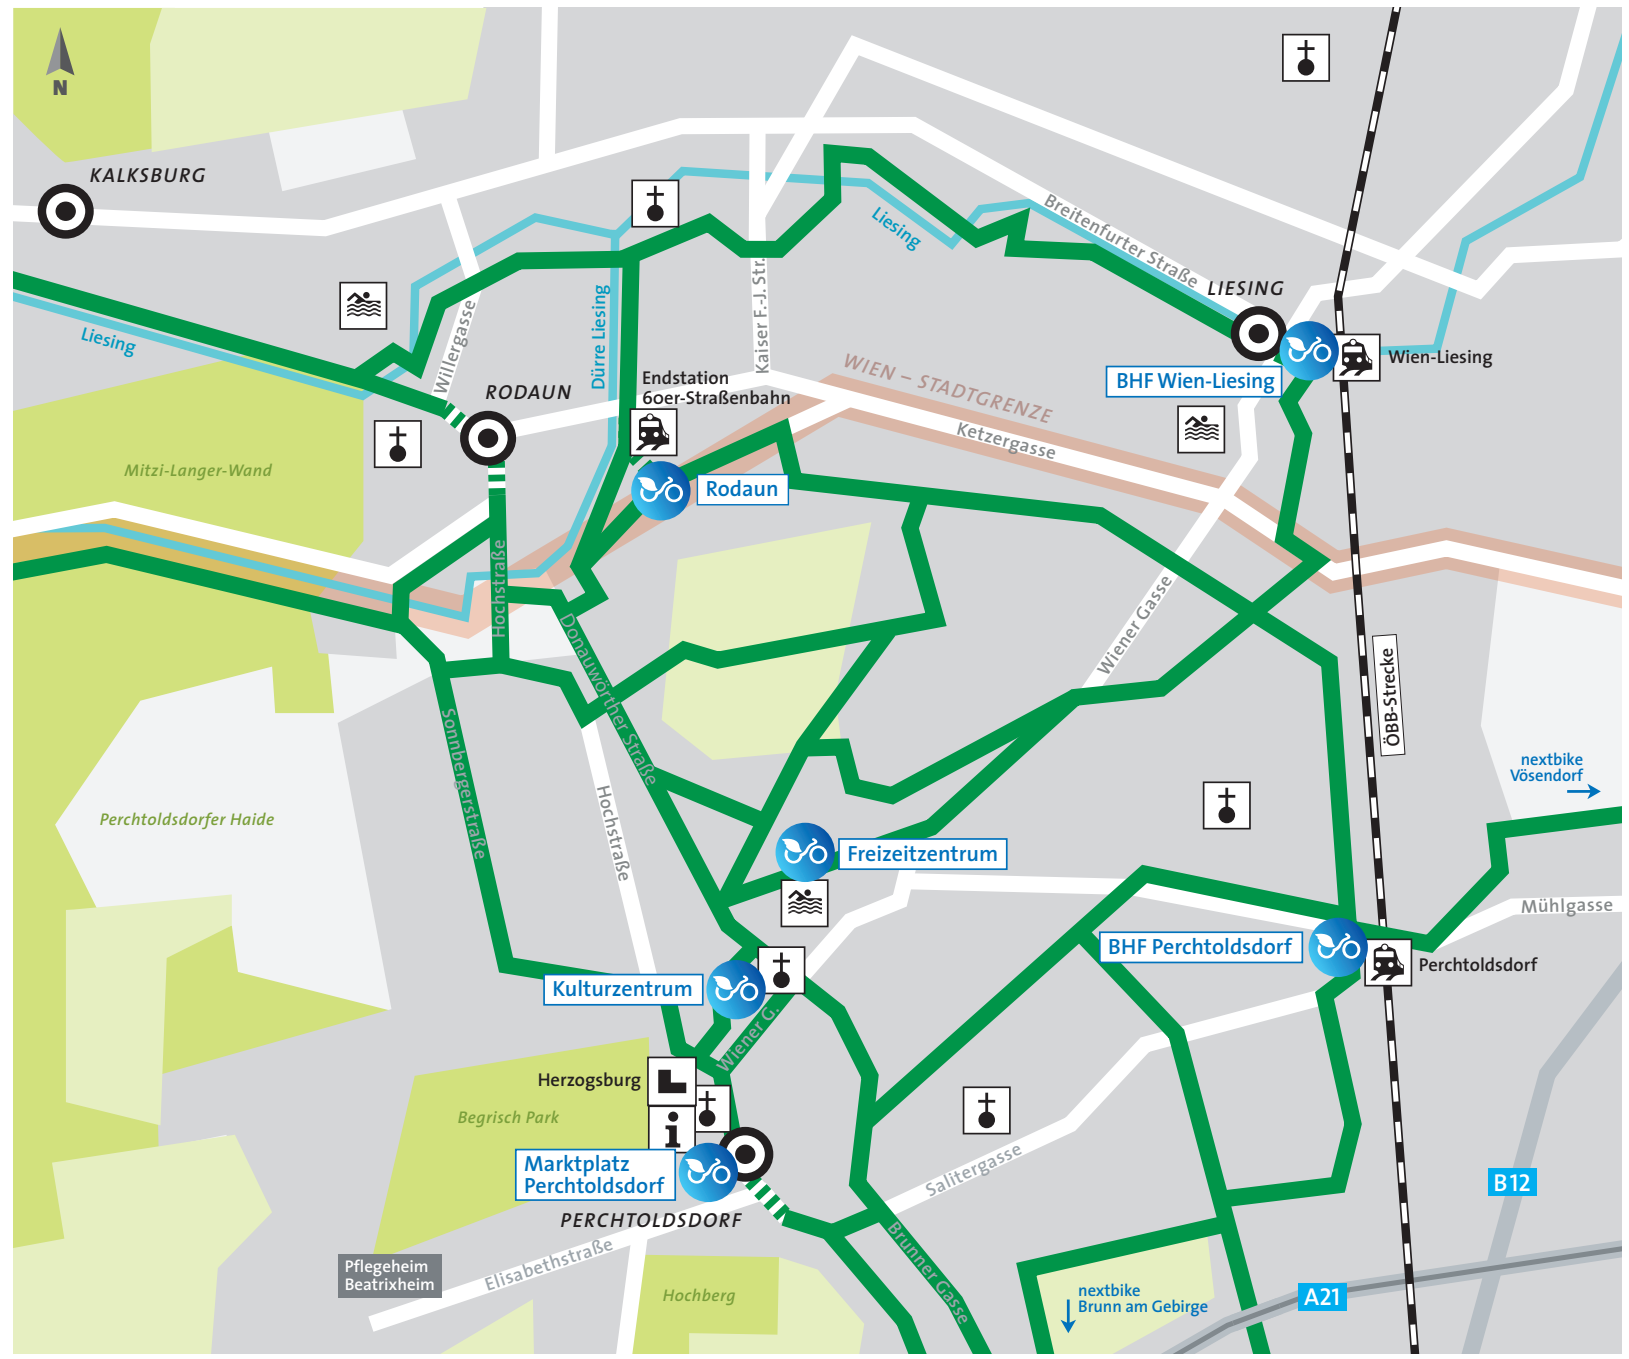 N
KALKSBURG
Liesing
Breitenfurter Straße
LIESING
Liesing
Willergasse
Dürre Liesing
Kaiser F.-J. Str.
Wien-Liesing
BHF Wien-Liesing
RODAUN
Endstation
60er-Straßenbahn
WIEN – STADTGRENZE
Ketzergasse
Mitzi-Langer-Wand
Rodaun
Hochstraße
Donauwörther Straße
Wiener Gasse
ÖBB-Strecke
Sonnbergerstraße
nextbike
Vösendorf
Perchtoldsdorfer Haide
Hochstraße
Freizeitzentrum
Mühlgasse
BHF Perchtoldsdorf
Perchtoldsdorf
Kulturzentrum
Wiener G.
Herzogsburg
Begrisch Park
i
Marktplatz
Perchtoldsdorf
Salitergasse
B12
PERCHTOLDSDORF
Elisabethstraße
Brunner Gasse
Pflegeheim
Beatrixheim
Hochberg
nextbike
Brunn am Gebirge
A21